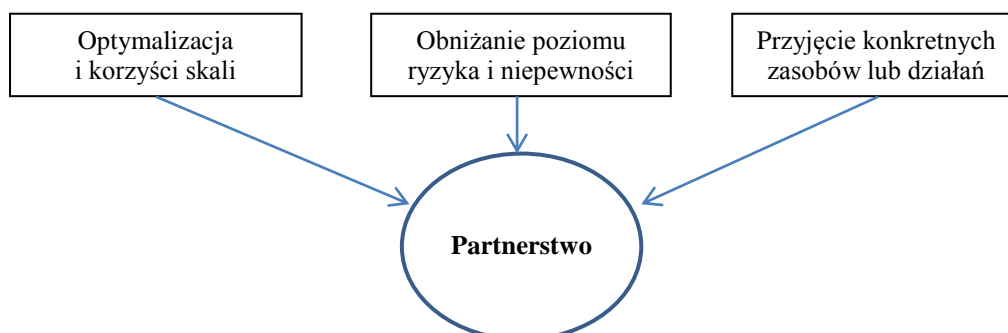 Optymalizacja
i korzyści skali
Obniżanie poziomu
ryzyka i niepewności
Przyjęcie konkretnych
zasobów lub działań
Partnerstwo